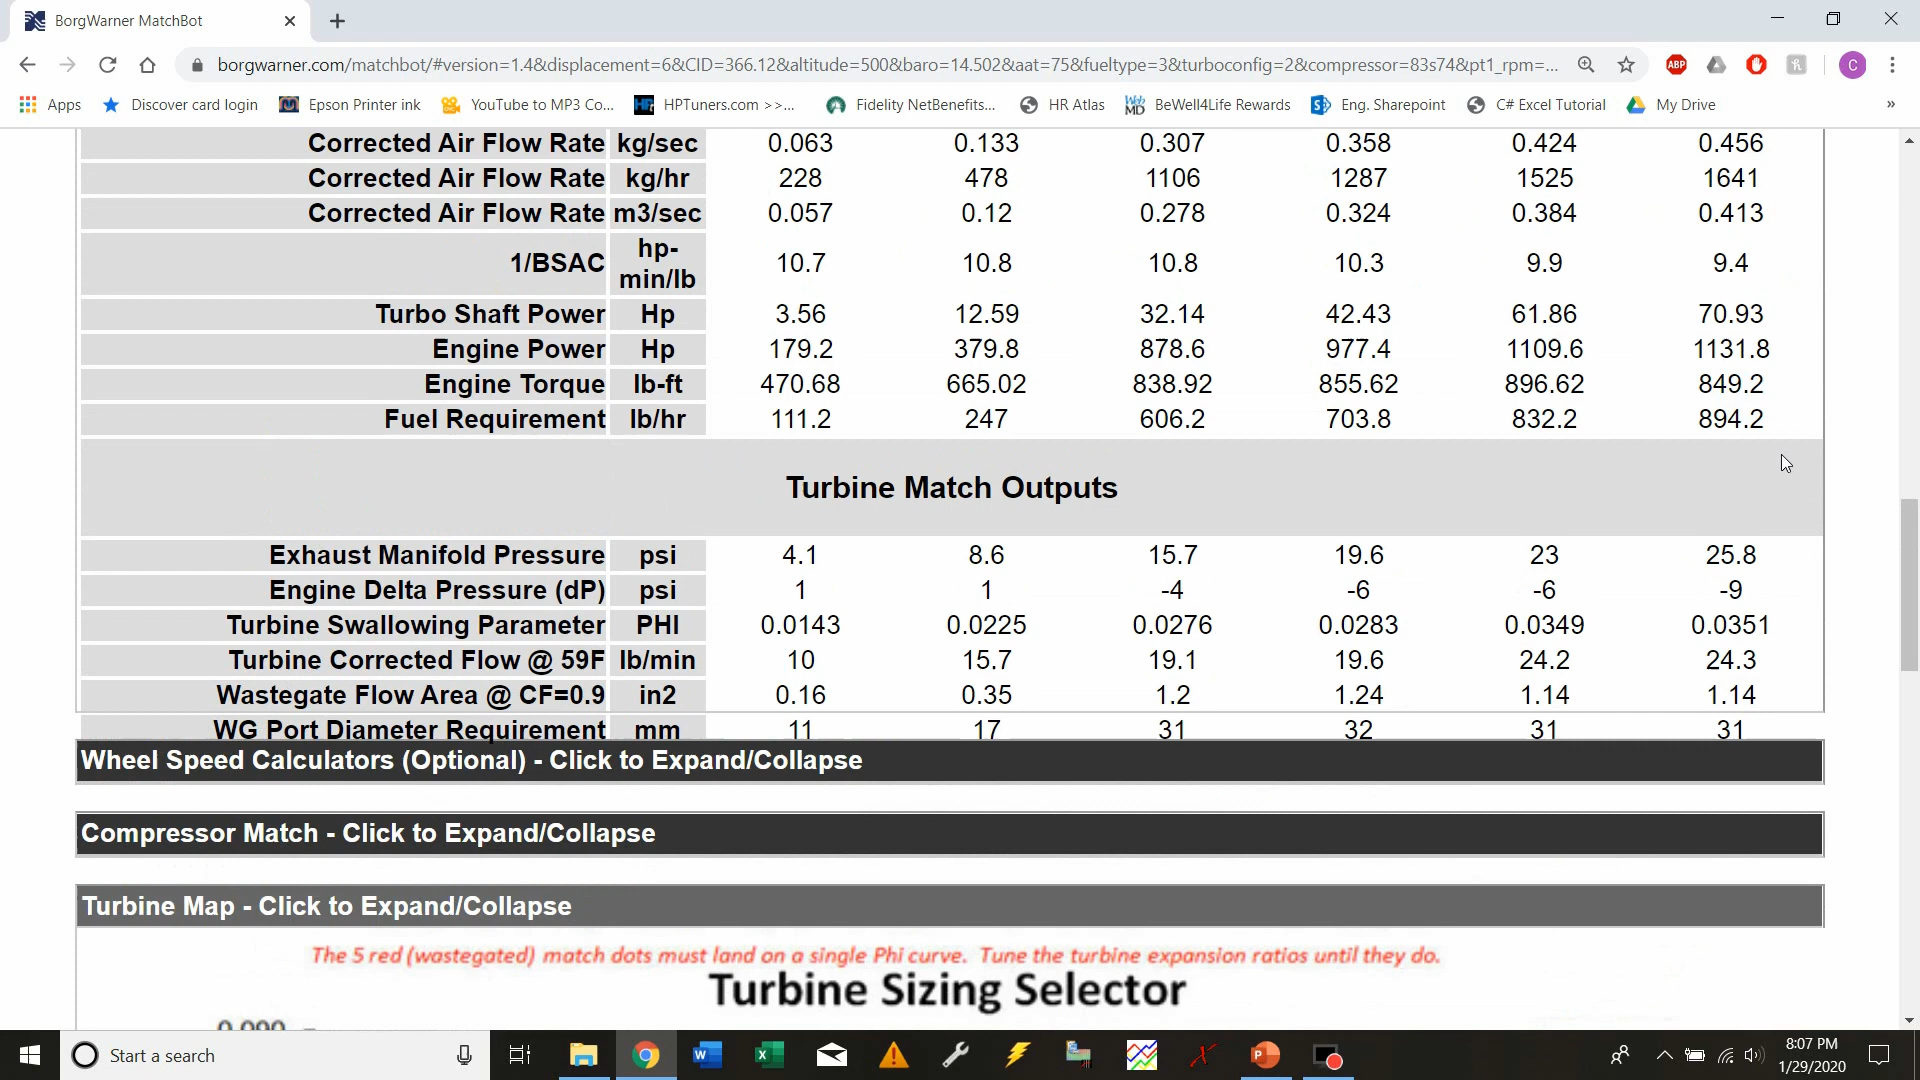 BorgWarner MatchBot
borgwarner.com/matchbot/#version=1.4&displacement=6&CID=366.12&altitude=500&baro=14.502&aat=75&fueltype=3&turboconfig=2&compressor=83s74&pt1_rpm=...
ABP
C
Apps Discover card login Epson Printer ink YouTube to MP3 Co... HPTuners.com >>... Fidelity NetBenefits... HR Atlas BeWell4Life Rewards Eng. Sharepoint C# Excel Tutorial My Drive »
Corrected Air Flow Rate kg/sec 0.063 0.133 0.307 0.358 0.424 0.456
Corrected Air Flow Rate kg/hr 228 478 1106 1287 1525 1641
Corrected Air Flow Rate m3/sec 0.057 0.12 0.278 0.324 0.384 0.413
1/BSAC hp-min/lb 10.7 10.8 10.8 10.3 9.9 9.4
Turbo Shaft Power Hp 3.56 12.59 32.14 42.43 61.86 70.93
Engine Power Hp 179.2 379.8 878.6 977.4 1109.6 1131.8
Engine Torque lb-ft 470.68 665.02 838.92 855.62 896.62 849.2
Fuel Requirement lb/hr 111.2 247 606.2 703.8 832.2 894.2
Turbine Match Outputs
Exhaust Manifold Pressure psi 4.1 8.6 15.7 19.6 23 25.8
Engine Delta Pressure (dP) psi 1 1 -4 -6 -6 -9
Turbine Swallowing Parameter PHI 0.0143 0.0225 0.0276 0.0283 0.0349 0.0351
Turbine Corrected Flow @ 59F lb/min 10 15.7 19.1 19.6 24.2 24.3
Wastegate Flow Area @ CF=0.9 in2 0.16 0.35 1.2 1.24 1.14 1.14
WG Port Diameter Requirement mm 11 17 31 32 31 31
Wheel Speed Calculators (Optional) - Click to Expand/Collapse
Compressor Match - Click to Expand/Collapse
Turbine Map - Click to Expand/Collapse
The 5 red (wastegated) match dots must land on a single Phi curve. Tune the turbine expansion ratios until they do.
Turbine Sizing Selector
0.090
Start a search
8:07 PM
1/29/2020